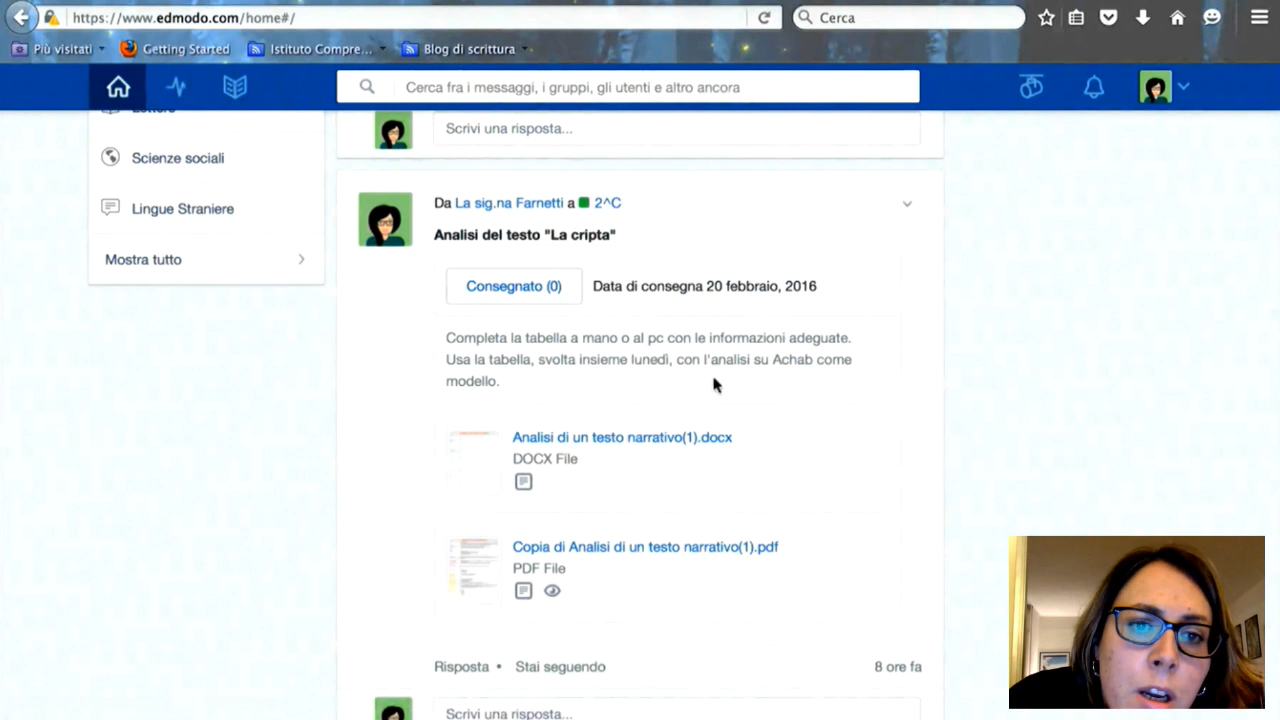 https://www.edmodo.com/home#/
Cerca
Più visitati
Getting Started
Istituto Compre...
Blog di scrittura
Cerca fra i messaggi, i gruppi, gli utenti e altro ancora
Scrivi una risposta...
Scienze sociali
Lingue Straniere
Mostra tutto
Da La sig.na Farnetti a 2^C
Analisi del testo "La cripta"
Consegnato (0) Data di consegna 20 febbraio, 2016
Completa la tabella a mano o al pc con le informazioni adeguate.
Usa la tabella, svolta insieme lunedì, con l'analisi su Achab come
modello.
Analisi di un testo narrativo(1).docx
DOCX File
Copia di Analisi di un testo narrativo(1).pdf
PDF File
Risposta • Stai seguendo 8 ore fa
Scrivi una risposta...